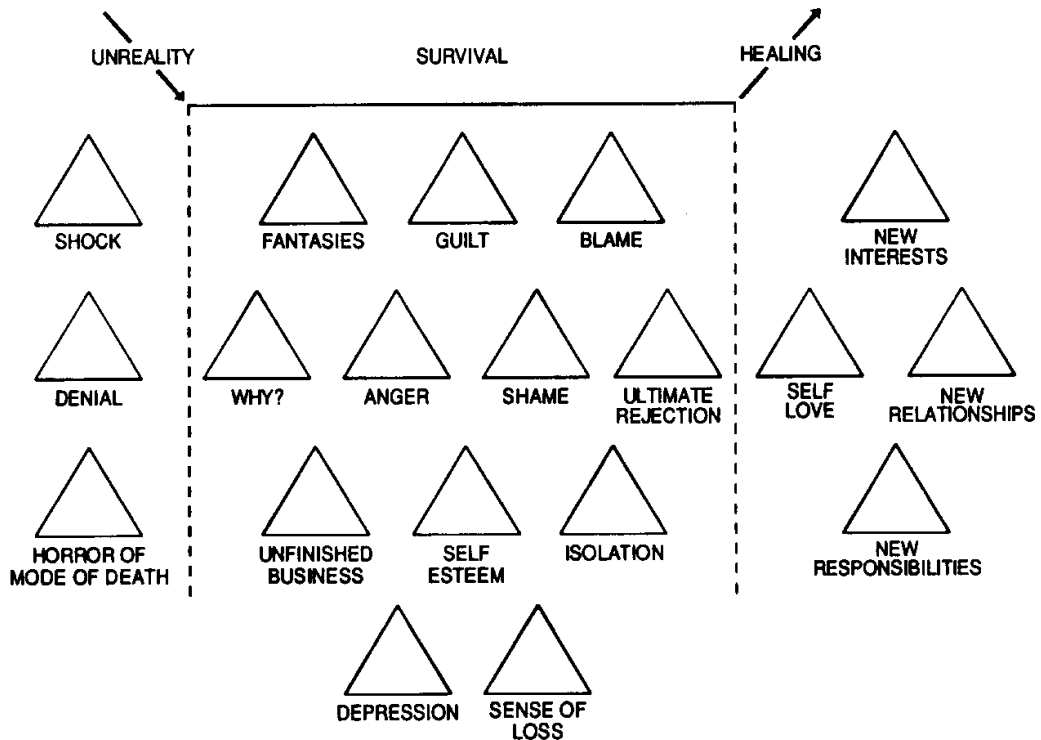 UNREALITY
SURVIVAL
HEALING
SHOCK
FANTASIES
GUILT
BLAME
NEW
INTERESTS
DENIAL
WHY?
ANGER
SHAME
ULTIMATE
REJECTION
SELF
LOVE
NEW
RELATIONSHIPS
HORROR OF
MODE OF DEATH
UNFINISHED
BUSINESS
SELF
ESTEEM
ISOLATION
NEW
RESPONSIBILITIES
DEPRESSION
SENSE OF
LOSS